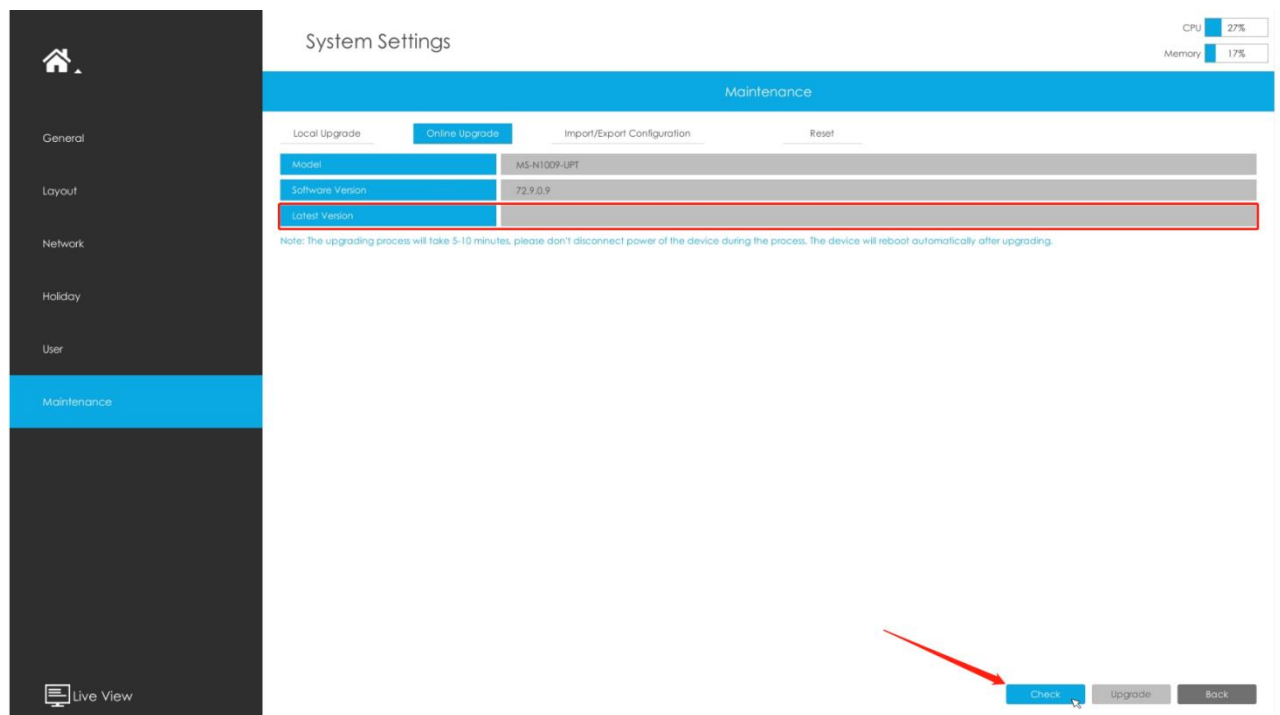 System Settings
CPU 27%
Memory 17%
Maintenance
General
Layout
Network
Holiday
User
Maintenance
Live View
Local Upgrade Online Upgrade Import/Export Configuration Reset
Model MS-N1009-UPT
Software Version 72.9.0.9
Latest Version
Note: The upgrading process will take 5-10 minutes, please don't disconnect power of the device during the process. The device will reboot automatically after upgrading.
Check Upgrade Back